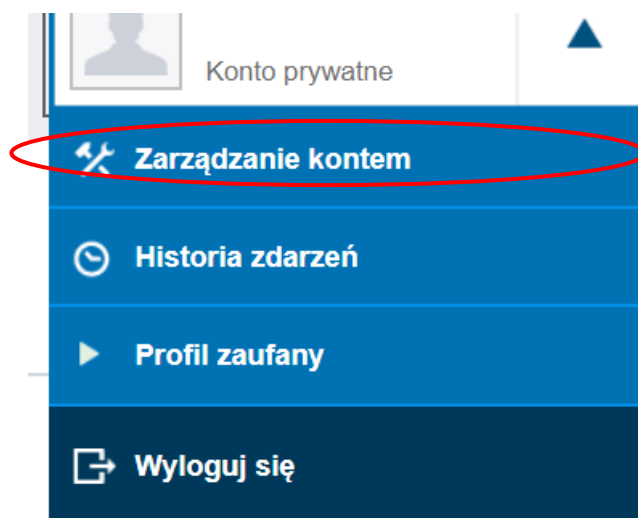 Konto prywatne
Zarządzanie kontem
Historia zdarzeń
Profil zaufany
Wyloguj się